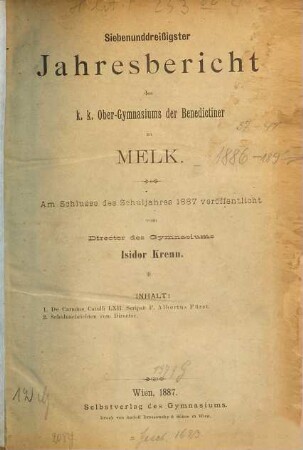 Siebenunddreißigster
Jahresbericht
des
k. k. Ober-Gymnasiums der Benedictiner
zu
MELK.
1886-
Am Schlusse des Schuljahres 1887 veröffentlicht
vom
Director des Gymnasiums
Isidor Krenn.
INHALT:
1. De Carmine Catulli LXII. Scripsit P. Albertus Fürst.
2. Schulnachrichten vom Director.
Wien, 1887.
Selbstverlag des Gymnasiums.